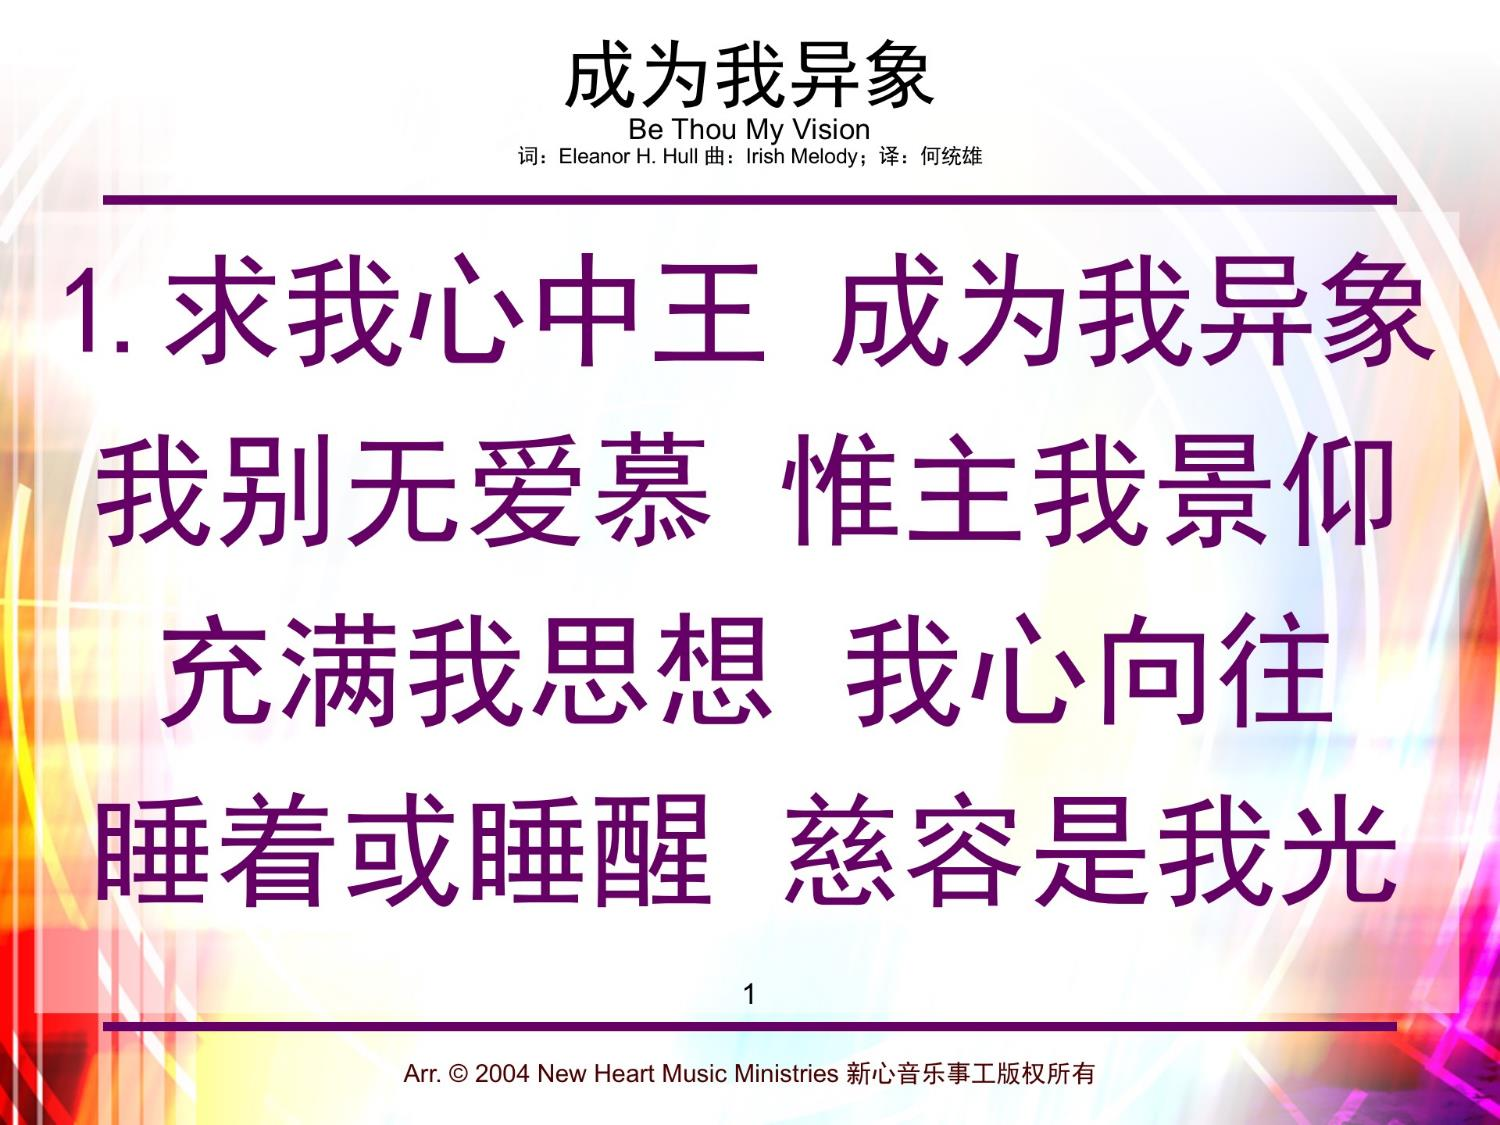 成为我异象
Be Thou My Vision
词：Eleanor H. Hull 曲：Irish Melody；译：何统雄
1.求我心中王 成为我异象
我别无爱慕 惟主我景仰
充满我思想 我心向往
睡着或睡醒 慈容是我光
1
Arr. © 2004 New Heart Music Ministries 新心音乐事工版权所有